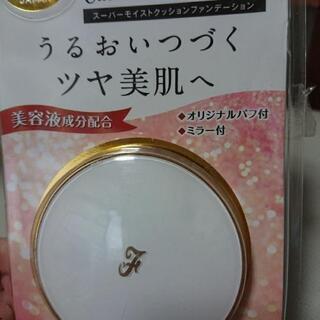 スーパーモイストクッションファンデーション
うるおいつづく
ツヤ美肌へ
美容液成分配合
◆オリジナルパフ付
◆ミラー付
F